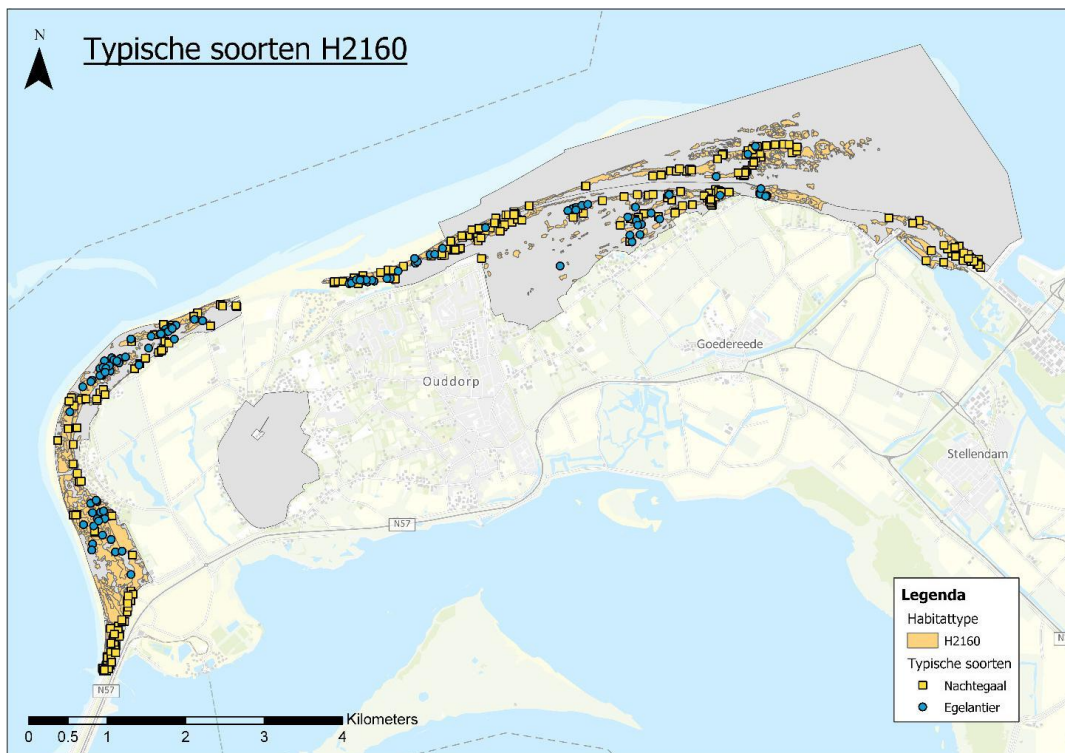 Typische soorten H2160
N
Goedereede
Ouddorp
Stellendam
N57
N57
Legenda
Habitattype
H2160
Typische soorten
Nachtegaal
Egelantier
Kilometers
0 0.5 1 2 3 4